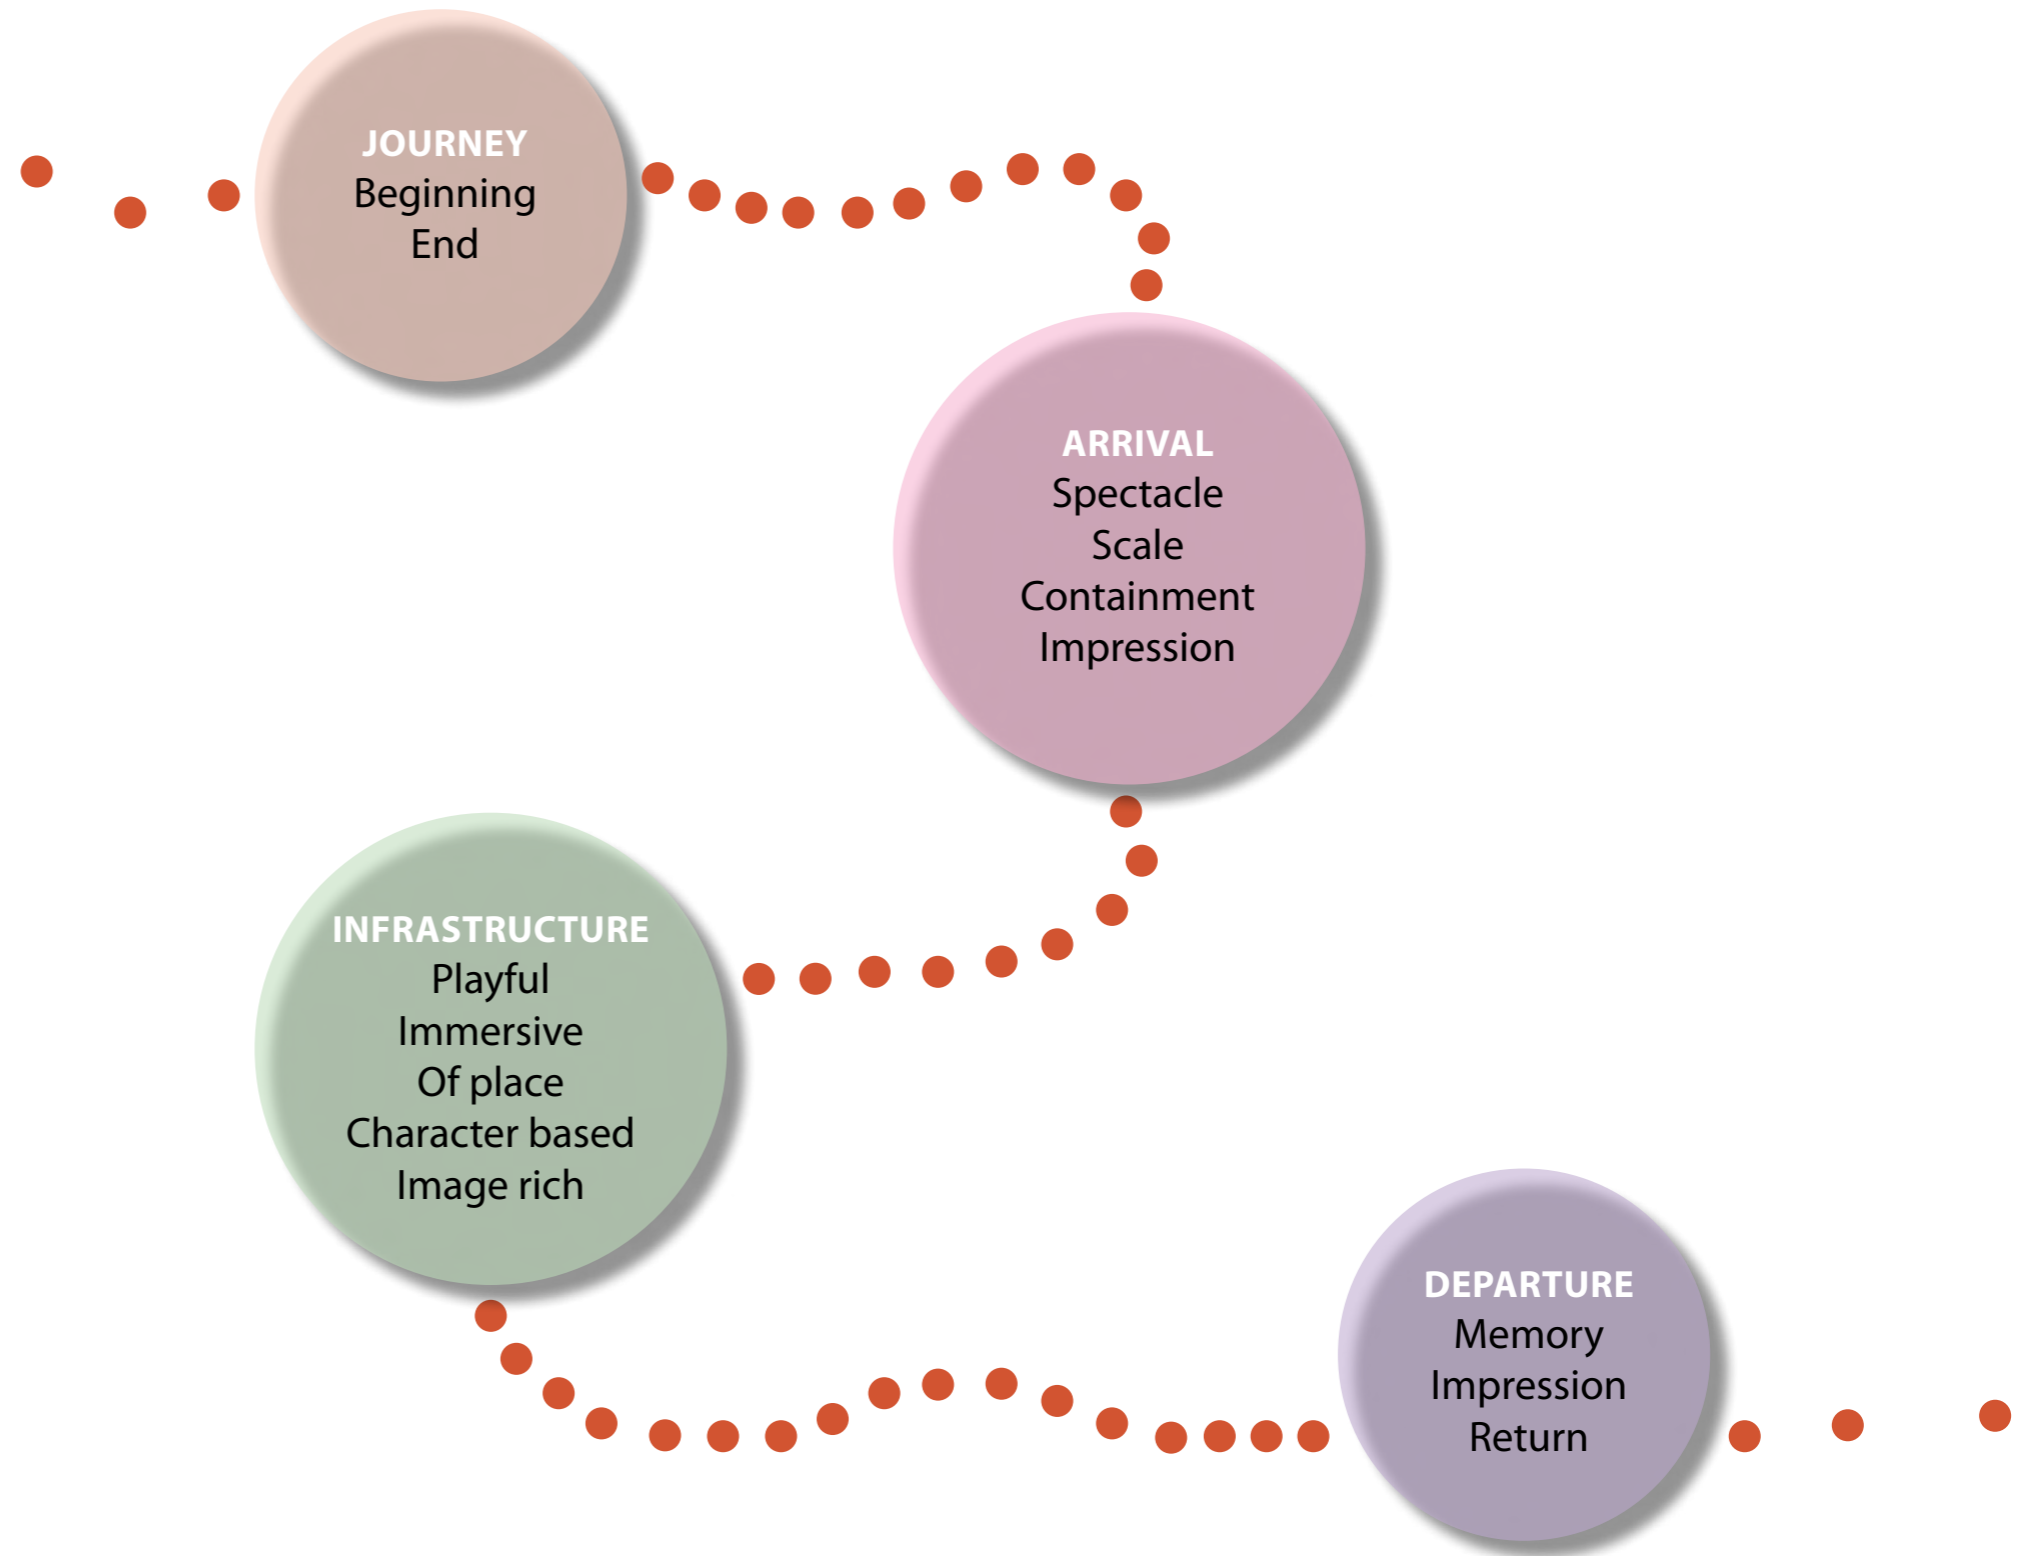 JOURNEY
Beginning
End
ARRIVAL
Spectacle
Scale
Containment
Impression
INFRASTRUCTURE
Playful
Immersive
Of place
Character based
Image rich
DEPARTURE
Memory
Impression
Return